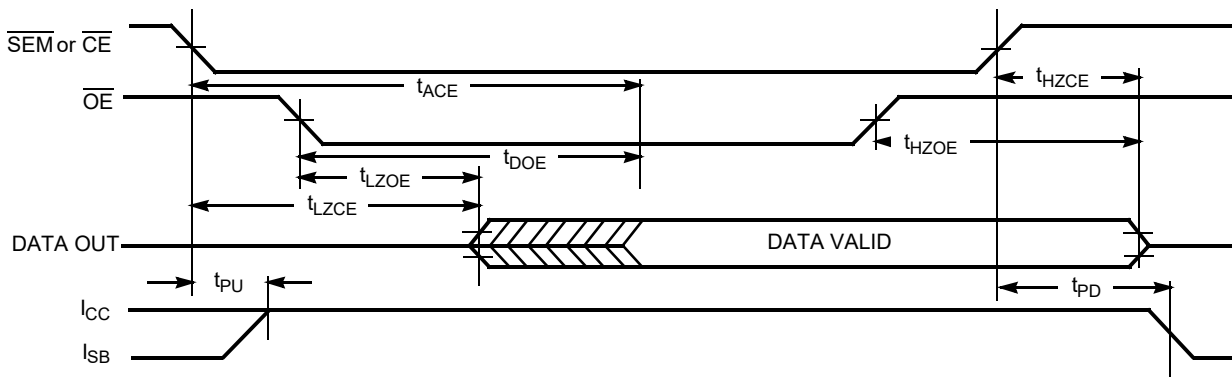 SEM or CE
tACE
tHZCE
OE
tHZOE
tDOE
tLZOE
tLZCE
DATA OUT
DATA VALID
tPU
tPD
ICC
ISB